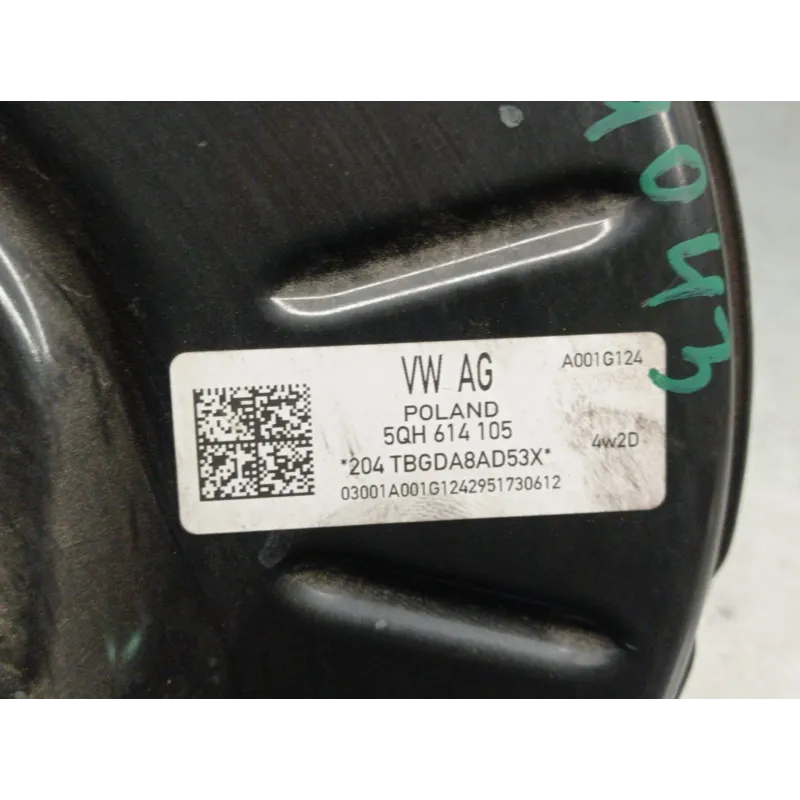 VW AG
A001G124
POLAND
5QH 614 105
4W2D
*204 TBGDA8AD53X*
03001A001G1242951730612